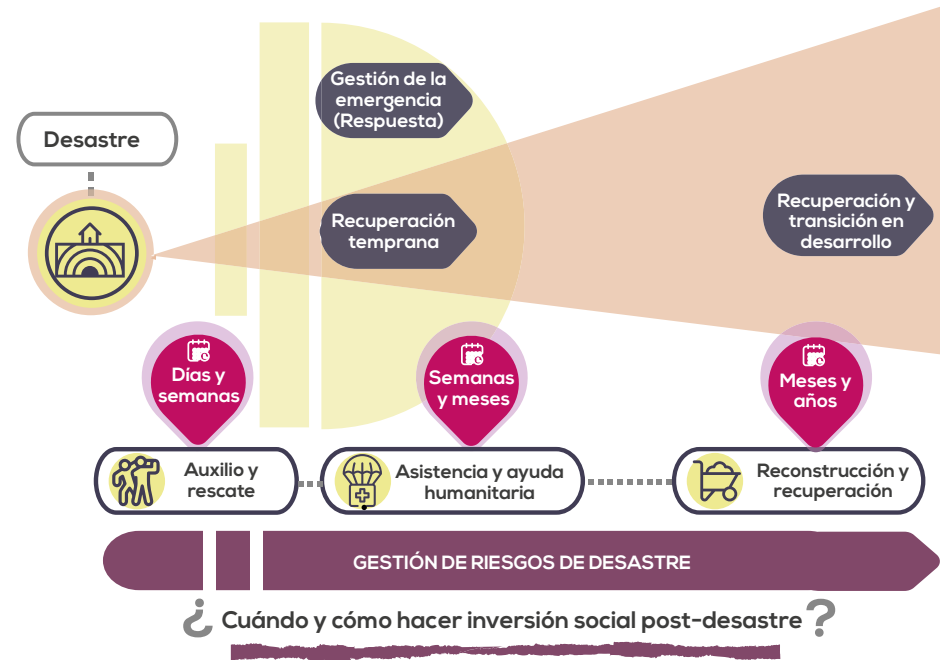 Desastre
Gestión de la
emergencia
(Respuesta)
Recuperación
temprana
Recuperación y
transición en
desarrollo
Días y
semanas
Semanas
y meses
Meses y
años
Auxilio y
rescate
Asistencia y ayuda
humanitaria
Reconstrucción y
recuperación
GESTIÓN DE RIESGOS DE DESASTRE
¿ Cuándo y cómo hacer inversión social post-desastre ?